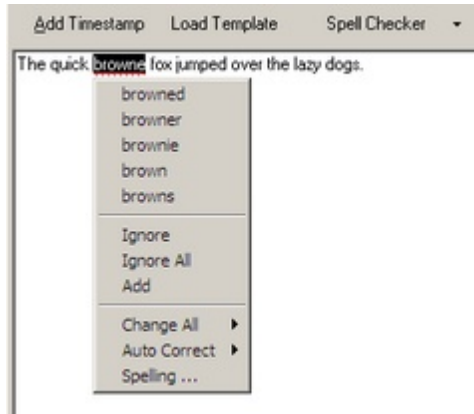 Add Timestamp Load Template Spell Checker
The quick browne fox jumped over the lazy dogs.
browned
browner
brownie
brown
browns
Ignore
Ignore All
Add
Change All
Auto Correct
Spelling ...